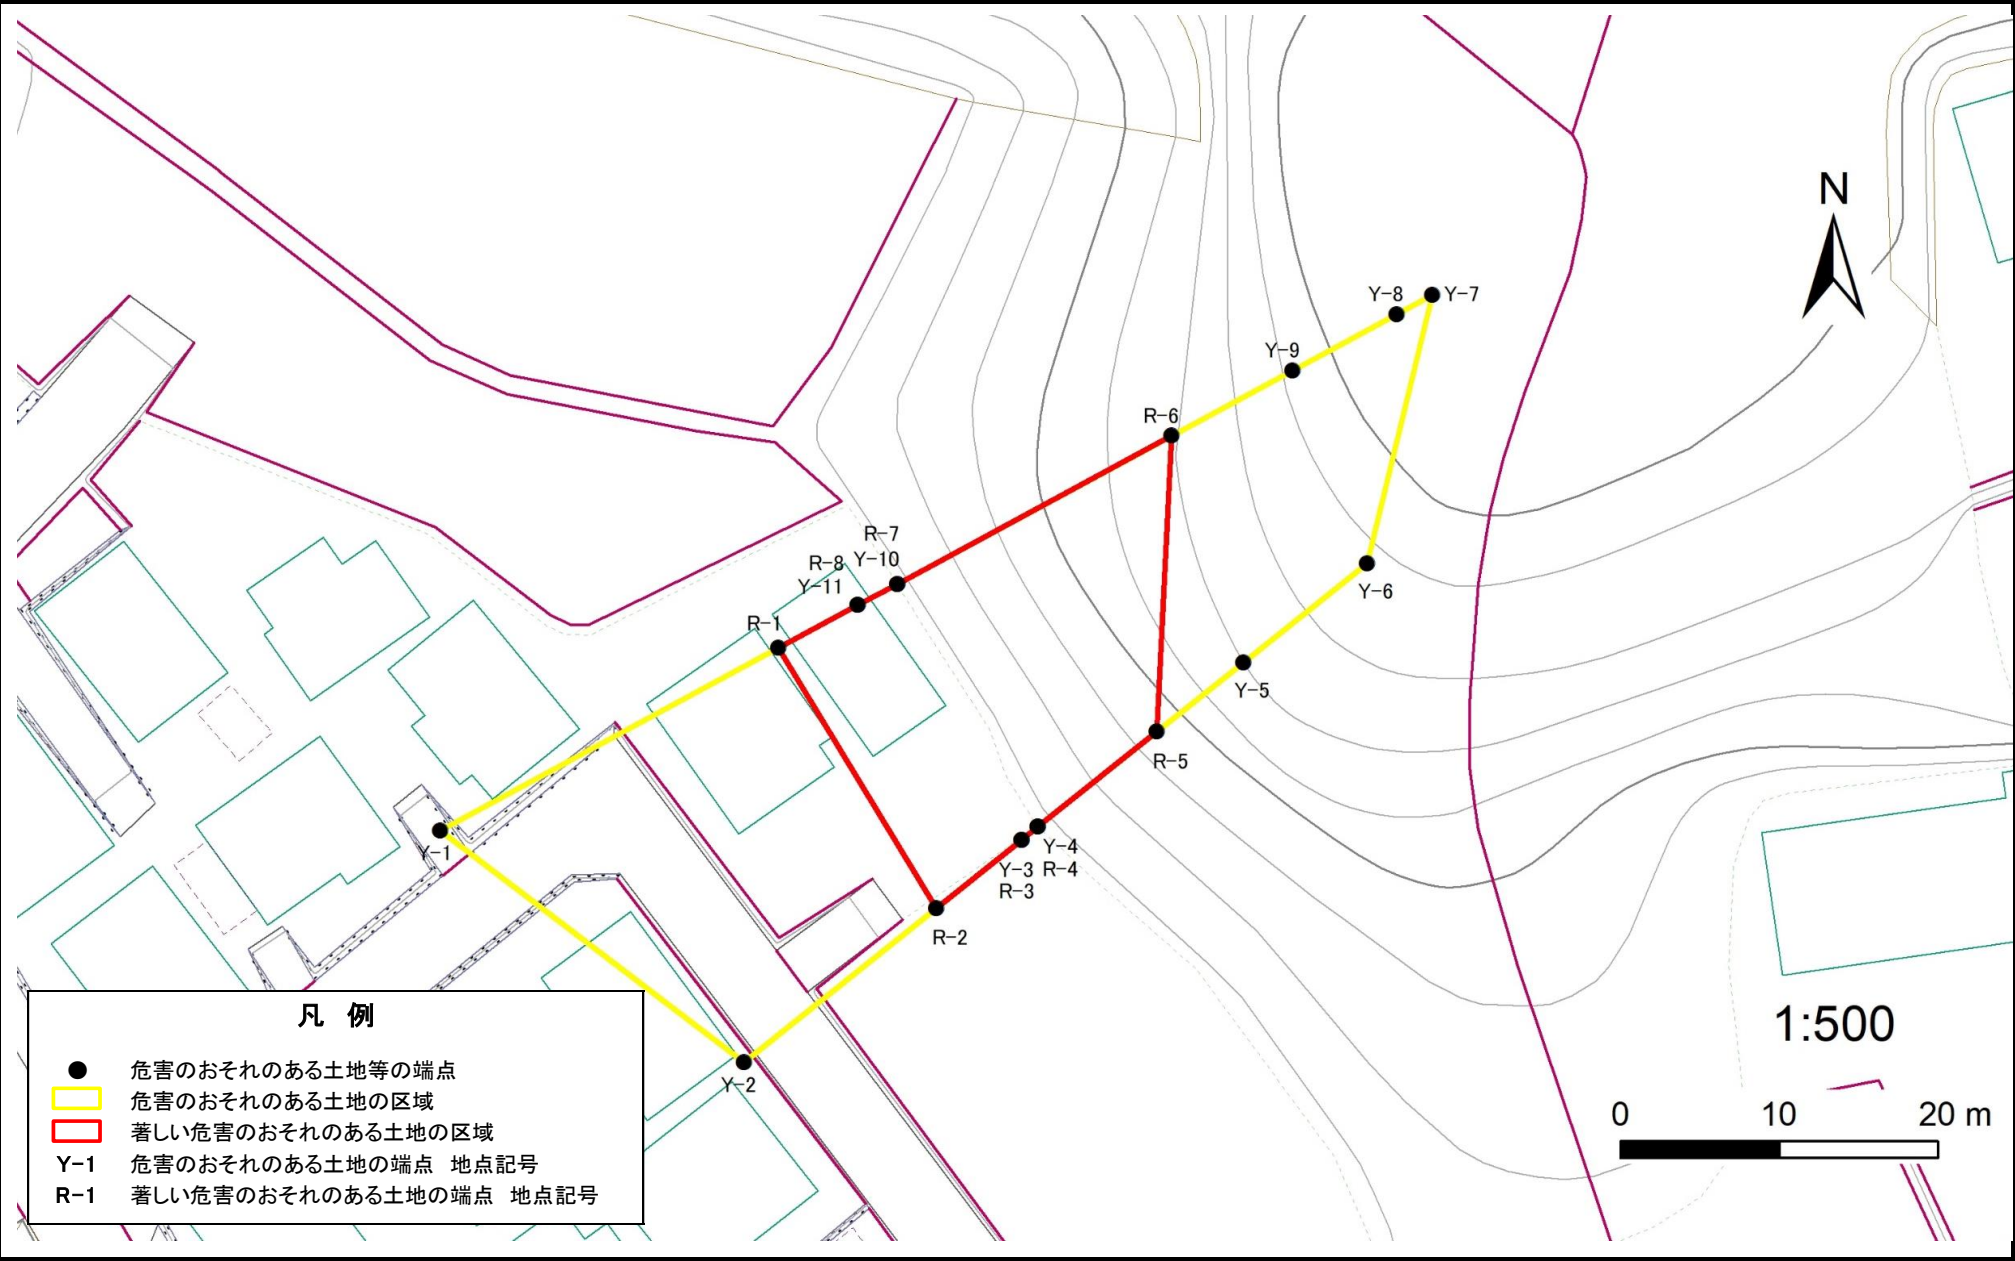 N
Y-8
Y-7
Y-9
R-6
R-7
R-8
Y-10
Y-11
Y-6
R-1
Y-5
R-5
Y-1
Y-4
Y-3
R-4
R-3
R-2
Y-2
凡 例
危害のおそれのある土地等の端点
危害のおそれのある土地の区域
著しい危害のおそれのある土地の区域
Y-1 危害のおそれのある土地の端点 地点記号
R-1 著しい危害のおそれのある土地の端点 地点記号
1:500
0 10 20 m